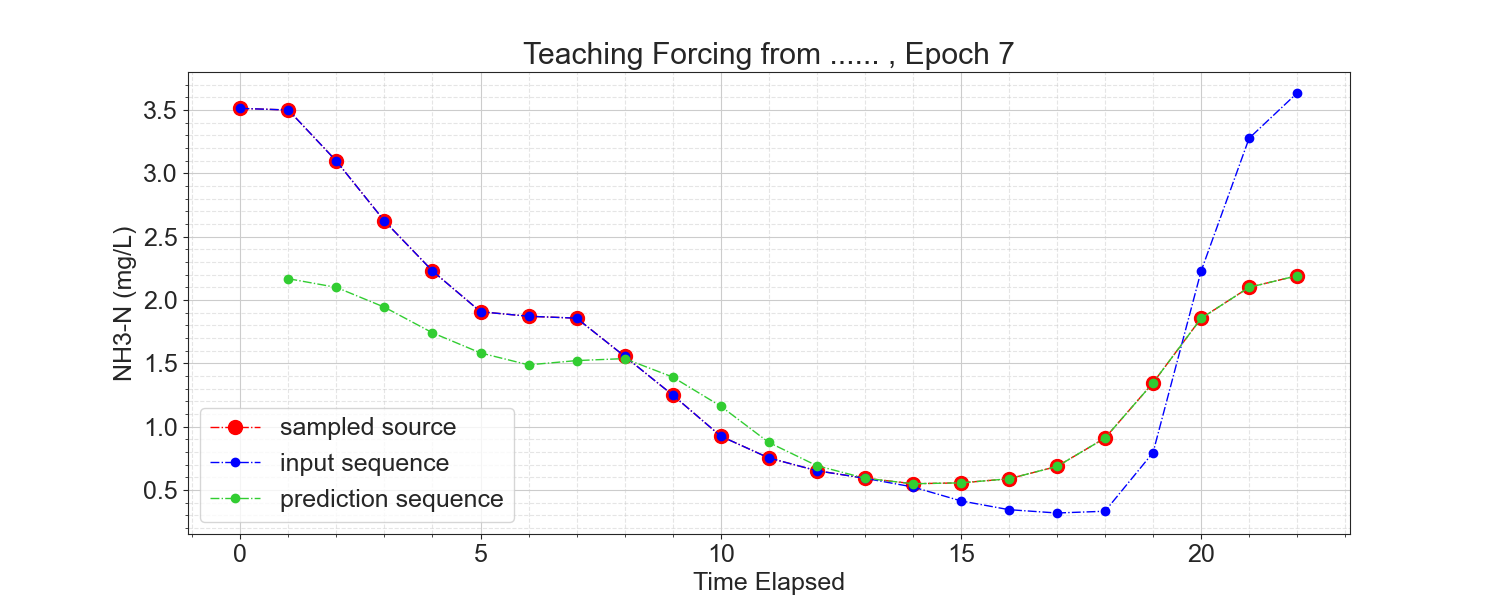 Teaching Forcing from ...... , Epoch 7
NH3-N (mg/L)
3.5
3.0
2.5
2.0
1.5
1.0
0.5
sampled source
input sequence
prediction sequence
0 5 10 15 20
Time Elapsed